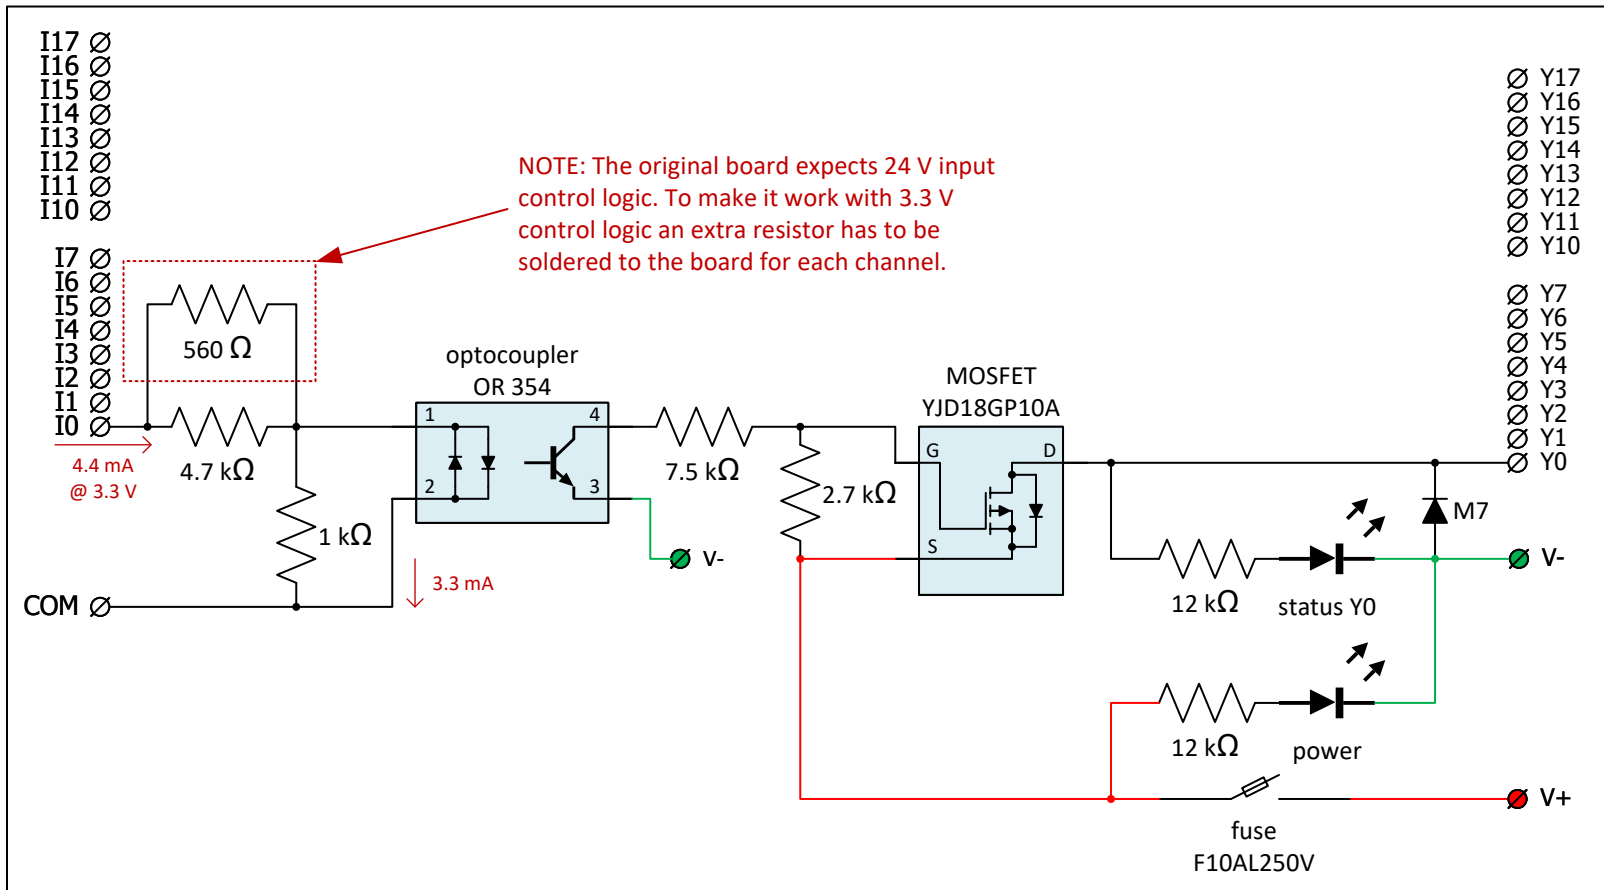 I17
I16
I15
I14
I13
I12
I11
I10
I7
I6
I5
I4
I3
I2
I1
I0
4.4 mA
@ 3.3 V
COM
560 Ω
4.7 kΩ
1 kΩ
NOTE: The original board expects 24 V input
control logic. To make it work with 3.3 V
control logic an extra resistor has to be
soldered to the board for each channel.
optocoupler
OR 354
1
4
2
3
3.3 mA
7.5 kΩ
2.7 kΩ
V-
MOSFET
YJD18GP10A
G
D
S
M7
12 kΩ
status Y0
12 kΩ
power
fuse
F10AL250V
Y17
Y16
Y15
Y14
Y13
Y12
Y11
Y10
Y7
Y6
Y5
Y4
Y3
Y2
Y1
Y0
V-
V+